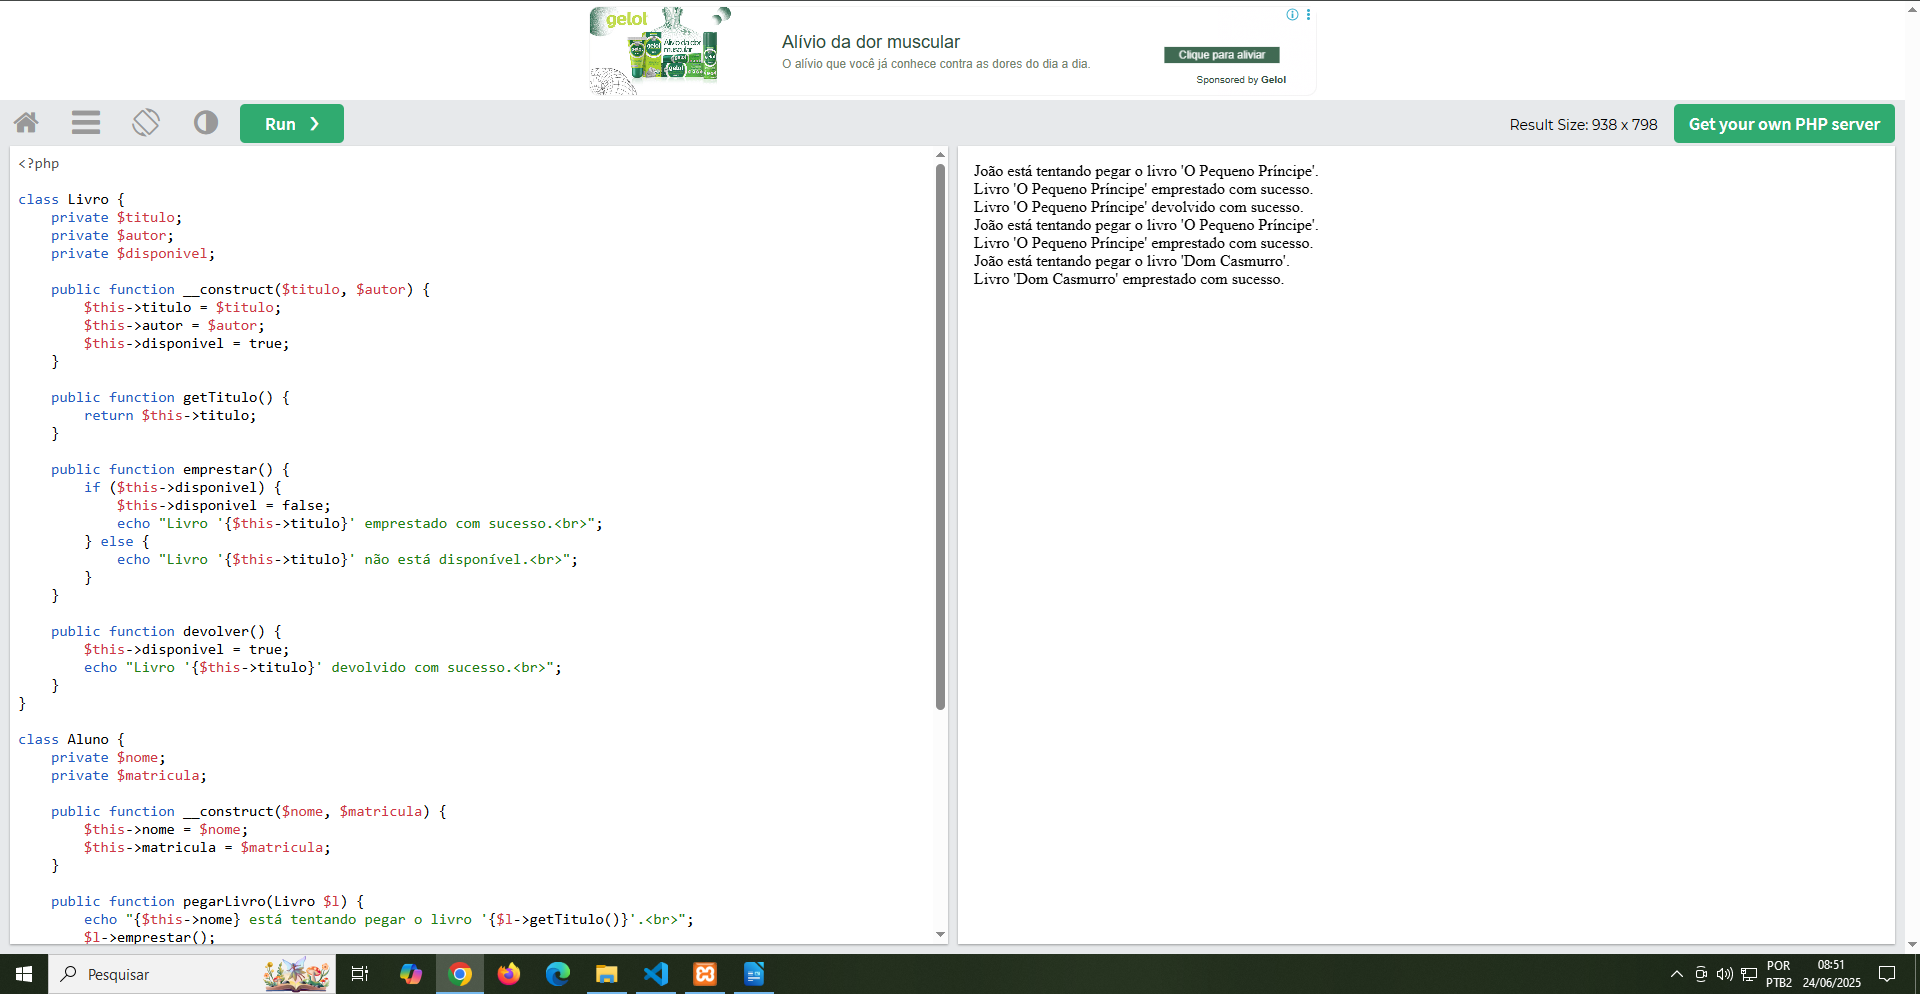 gelol
Alívio da dor muscular
Alívio da dor muscular
O alívio que você já conhece contra as dores do dia a dia.
Clique para aliviar
Sponsored by Gelol
Run ❯
Result Size: 938 x 798
Get your own PHP server
<?php
class Livro {
    private $titulo;
    private $autor;
    private $disponivel;
    public function __construct($titulo, $autor) {
        $this->titulo = $titulo;
        $this->autor = $autor;
        $this->disponivel = true;
    }
    public function getTitulo() {
        return $this->titulo;
    }
    public function emprestar() {
        if ($this->disponivel) {
            $this->disponivel = false;
            echo "Livro '{$this->titulo}' emprestado com sucesso.<br>";
        } else {
            echo "Livro '{$this->titulo}' não está disponível.<br>";
        }
    }
    public function devolver() {
        $this->disponivel = true;
        echo "Livro '{$this->titulo}' devolvido com sucesso.<br>";
    }
}
class Aluno {
    private $nome;
    private $matricula;
    public function __construct($nome, $matricula) {
        $this->nome = $nome;
        $this->matricula = $matricula;
    }
    public function pegarLivro(Livro $l) {
        echo "{$this->nome} está tentando pegar o livro '{$l->getTitulo()}'.<br>";
        $l->emprestar();
João está tentando pegar o livro 'O Pequeno Príncipe'.
Livro 'O Pequeno Príncipe' emprestado com sucesso.
Livro 'O Pequeno Príncipe' devolvido com sucesso.
João está tentando pegar o livro 'O Pequeno Príncipe'.
Livro 'O Pequeno Príncipe' emprestado com sucesso.
João está tentando pegar o livro 'Dom Casmurro'.
Livro 'Dom Casmurro' emprestado com sucesso.
Pesquisar
POR
PTB2
08:51
24/06/2025